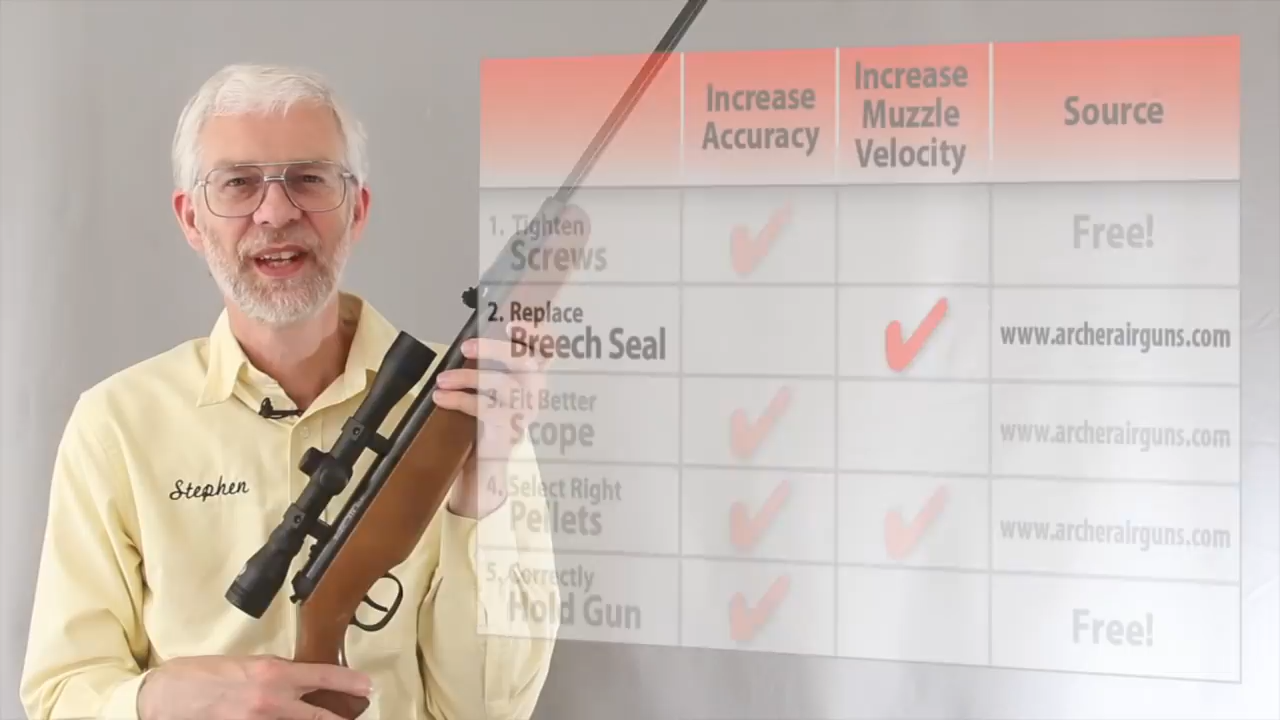 Increase
Accuracy
Increase
Muzzle
Velocity
Source
1. Tighten
Screws
Free!
2. Replace
Breech Seal
www.archerairguns.com
3. Fit Better
Scope
www.archerairguns.com
4. Select Right
Pellets
www.archerairguns.com
5. Correctly
Hold Gun
Free!
Stephen